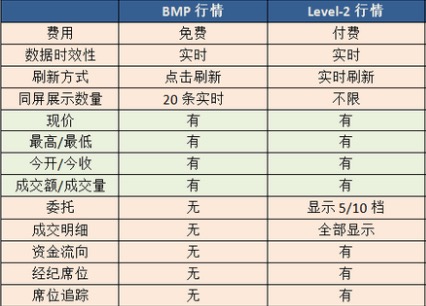 BMP 行情 Level-2 行情
费用 免费 付费
数据时效性 实时 实时
刷新方式 点击刷新 实时刷新
同屏展示数量 20 条实时 不限
现价 有 有
最高/最低 有 有
今开/今收 有 有
成交额/成交量 有 有
委托 无 显示 5/10 档
成交明细 无 全部显示
资金流向 无 有
经纪席位 无 有
席位追踪 无 有